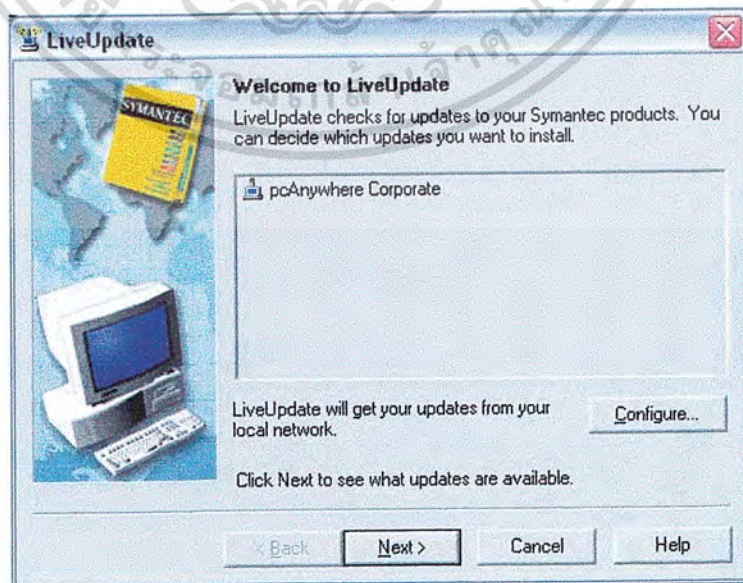 LiveUpdate
SYMANTEC
Welcome to LiveUpdate
LiveUpdate checks for updates to your Symantec products. You
can decide which updates you want to install.
pcAnywhere Corporate
LiveUpdate will get your updates from your
local network.
Configure...
Click Next to see what updates are available.
< Back
Next >
Cancel
Help